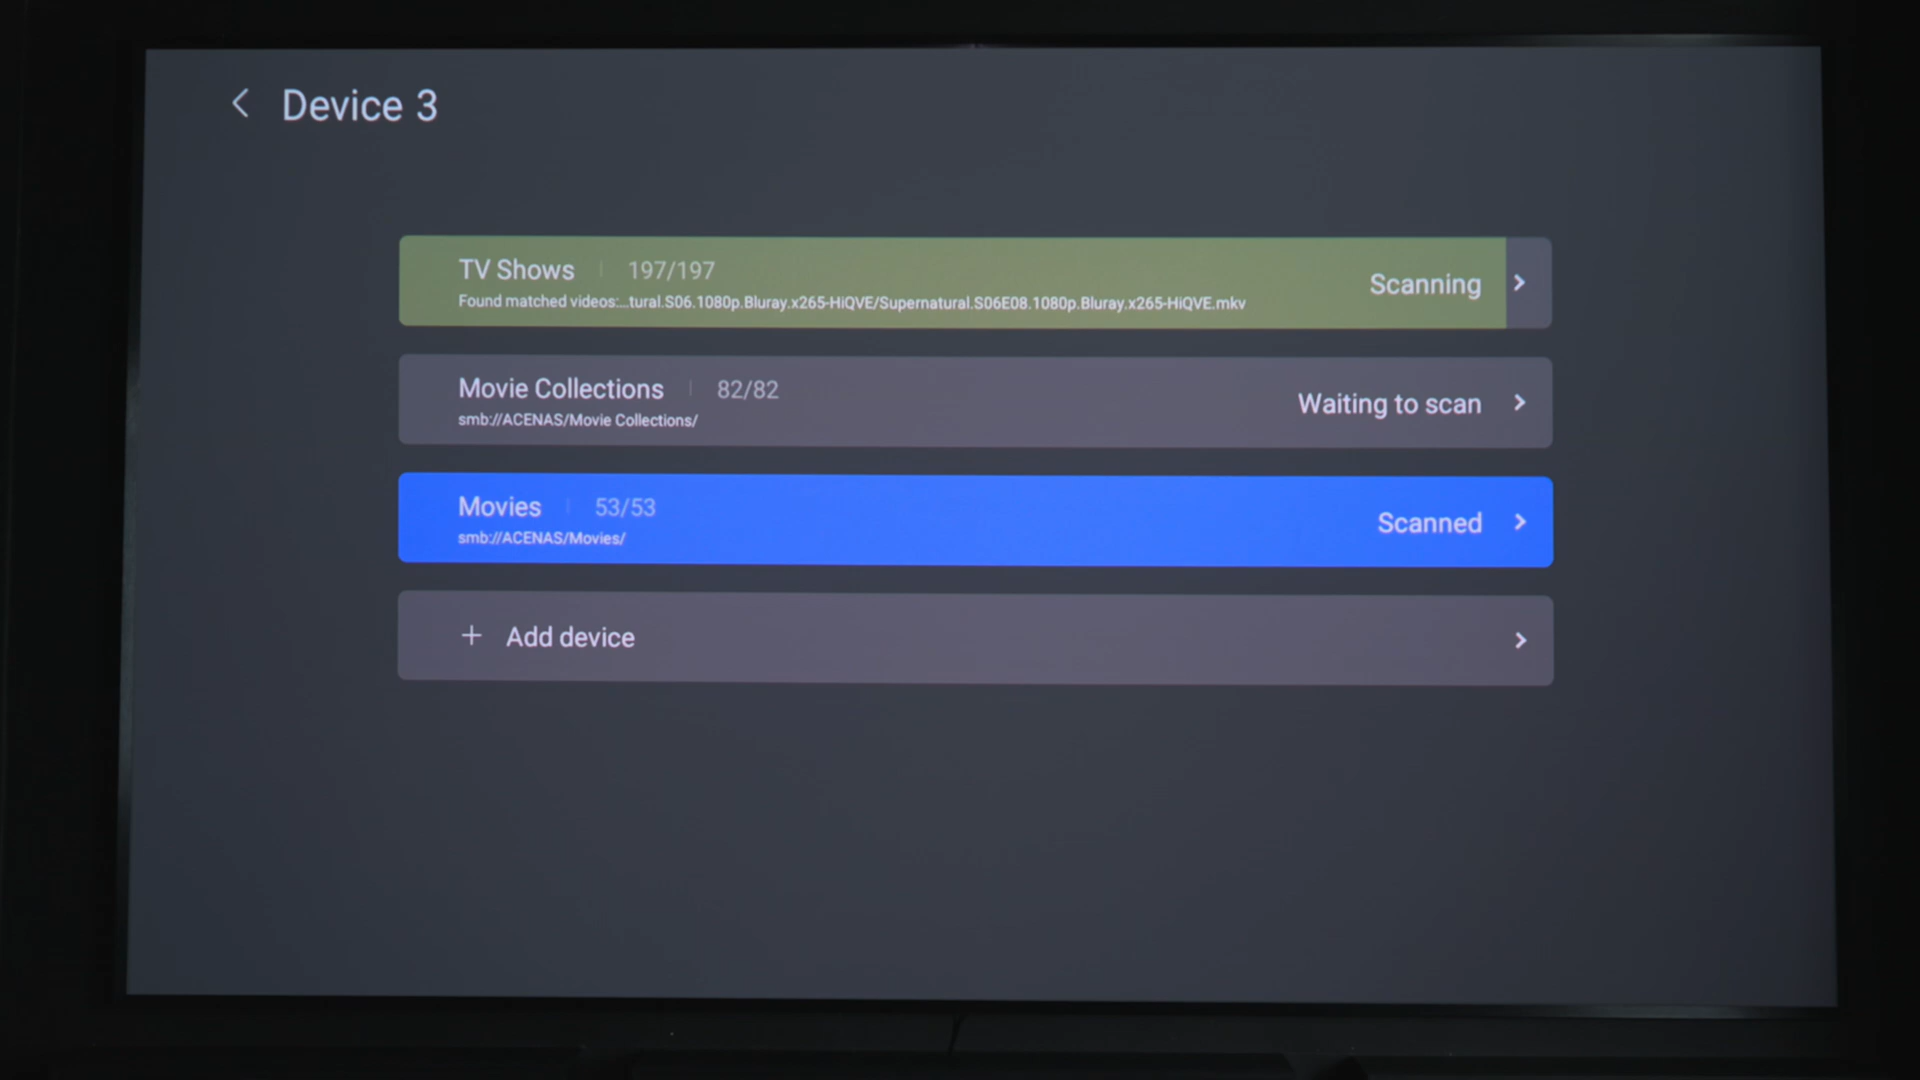 Device 3
TV Shows | 197/197
Found matched videos:...tural.S06.1080p.Bluray.x265-HiQVE/Supernatural.S06E08.1080p.Bluray.x265-HiQVE.mkv
Scanning
Movie Collections | 82/82
smb://ACENAS/Movie Collections/
Waiting to scan
Movies | 53/53
smb://ACENAS/Movies/
Scanned
+ Add device